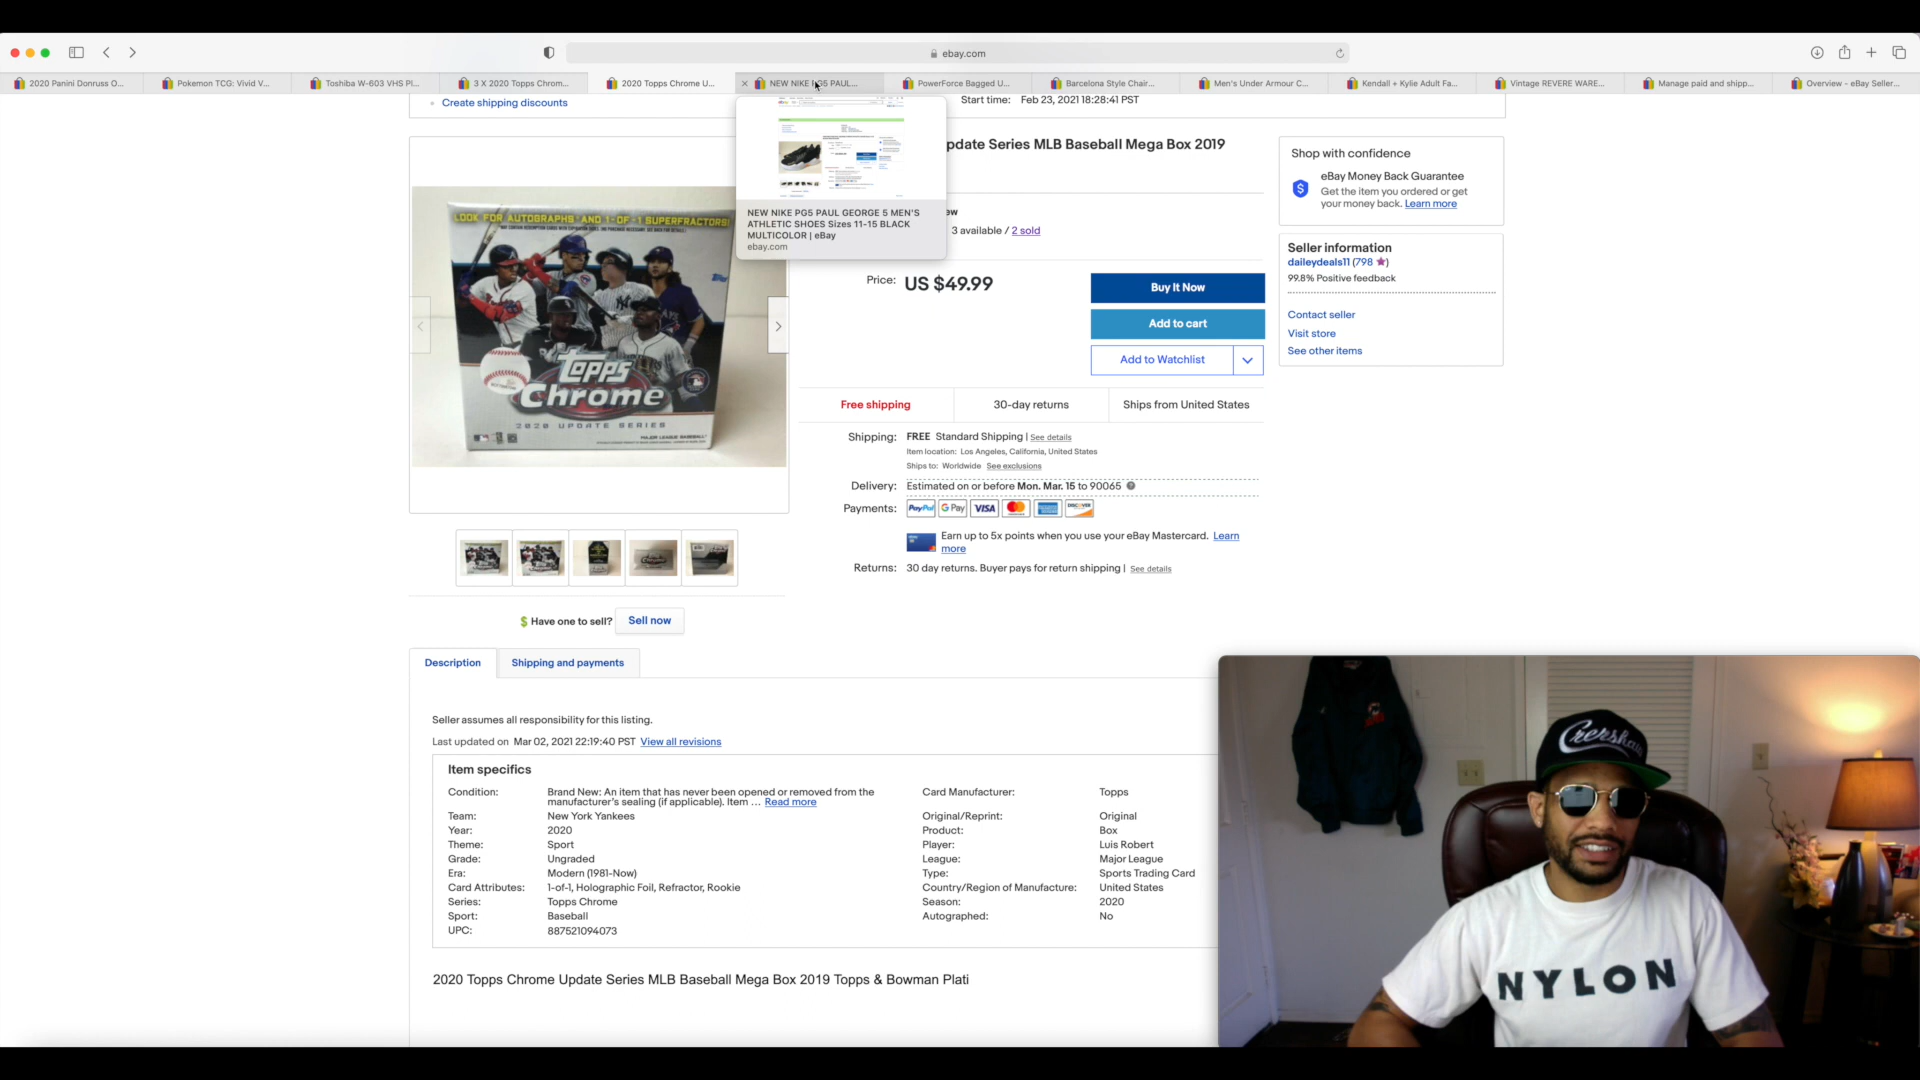 ebay.com
2020 Panini Donruss O...
Pokemon TCG: Vivid V...
Toshiba W-603 VHS Pl...
3 X 2020 Topps Chrom...
2020 Topps Chrome U...
NEW NIKE PG5 PAUL...
PowerForce Bagged U...
Barcelona Style Chair...
Men's Under Armour C...
Kendall + Kylie Adult Fa...
Vintage REVERE WARE...
Manage paid and shipp...
Overview - eBay Seller...
Create shipping discounts
Start time: Feb 23, 2021 18:28:41 PST
NEW NIKE PG5 PAUL GEORGE 5 MEN'S
ATHLETIC SHOES Sizes 11-15 BLACK
MULTICOLOR | eBay
ebay.com
pdate Series MLB Baseball Mega Box 2019
ew
3 available / 2 sold
Price: US $49.99
Buy It Now
Add to cart
Add to Watchlist
Free shipping
30-day returns
Ships from United States
Shipping: FREE Standard Shipping | See details
Item location: Los Angeles, California, United States
Ships to: Worldwide See exclusions
Delivery: Estimated on or before Mon. Mar. 15 to 90065
Payments: PayPal G Pay VISA DISCOVER
Earn up to 5x points when you use your eBay Mastercard. Learn
more
Returns: 30 day returns. Buyer pays for return shipping | See details
Shop with confidence
eBay Money Back Guarantee
Get the item you ordered or get
your money back. Learn more
Seller information
daileydeals11 (798 ★)
99.8% Positive feedback
Contact seller
Visit store
See other items
LOOK FOR AUTOGRAPHS AND 1-OF-1 SUPERFRACTORS!
topps
Topps
Chrome
2020 UPDATE SERIES
MAJOR LEAGUE BASEBALL
$ Have one to sell? Sell now
Description
Shipping and payments
Seller assumes all responsibility for this listing.
Last updated on Mar 02, 2021 22:19:40 PST View all revisions
Item specifics
Condition: Brand New: An item that has never been opened or removed from the
manufacturer's sealing (if applicable). Item ... Read more
Team: New York Yankees
Year: 2020
Theme: Sport
Grade: Ungraded
Era: Modern (1981-Now)
Card Attributes: 1-of-1, Holographic Foil, Refractor, Rookie
Series: Topps Chrome
Sport: Baseball
UPC: 887521094073
Card Manufacturer: Topps
Original/Reprint: Original
Product: Box
Player: Luis Robert
League: Major League
Type: Sports Trading Card
Country/Region of Manufacture: United States
Season: 2020
Autographed: No
2020 Topps Chrome Update Series MLB Baseball Mega Box 2019 Topps & Bowman Plati
Crenshaw
NYLON